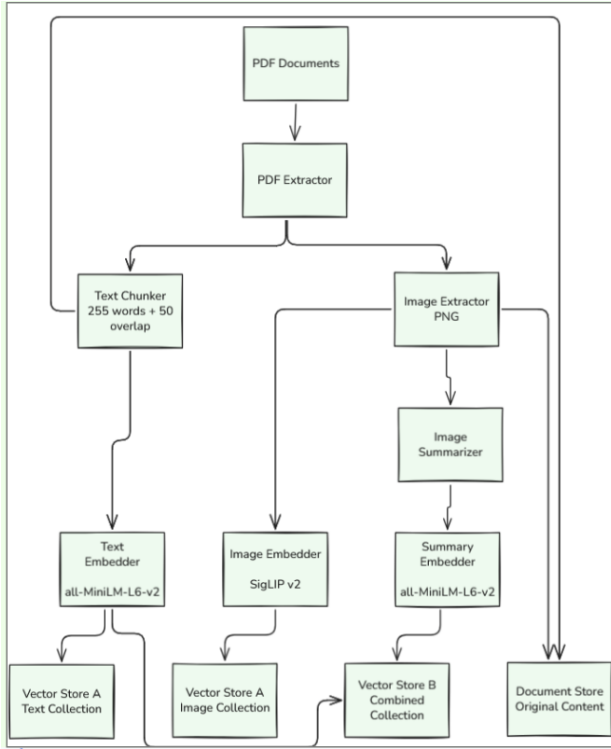 PDF Documents
PDF Extractor
Text Chunker
255 words + 50
overlap
Image Extractor
PNG
Image
Summarizer
Text
Embedder
all-MiniLM-L6-v2
Image Embedder
SigLIP v2
Summary
Embedder
all-MiniLM-L6-v2
Vector Store A
Text Collection
Vector Store A
Image Collection
Vector Store B
Combined
Collection
Document Store
Original Content